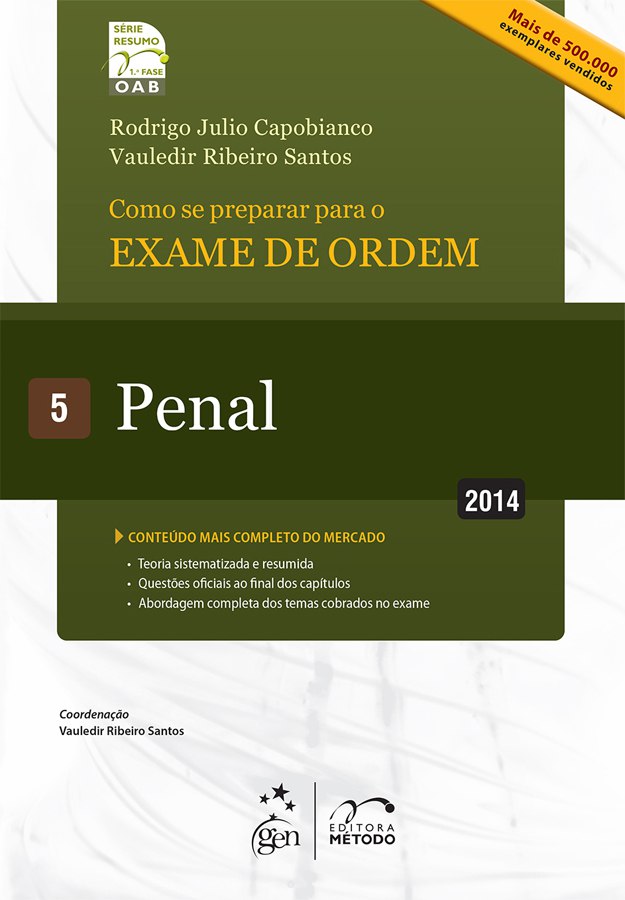 SÉRIE
RESUMO
1.ª FASE
OAB
Mais de 500.000
exemplares vendidos
Rodrigo Julio Capobianco
Vauledir Ribeiro Santos
Como se preparar para o
EXAME DE ORDEM
5
Penal
2014
CONTEÚDO MAIS COMPLETO DO MERCADO
• Teoria sistematizada e resumida
• Questões oficiais ao final dos capítulos
• Abordagem completa dos temas cobrados no exame
Coordenação
Vauledir Ribeiro Santos
gen
EDITORA
MÉTODO